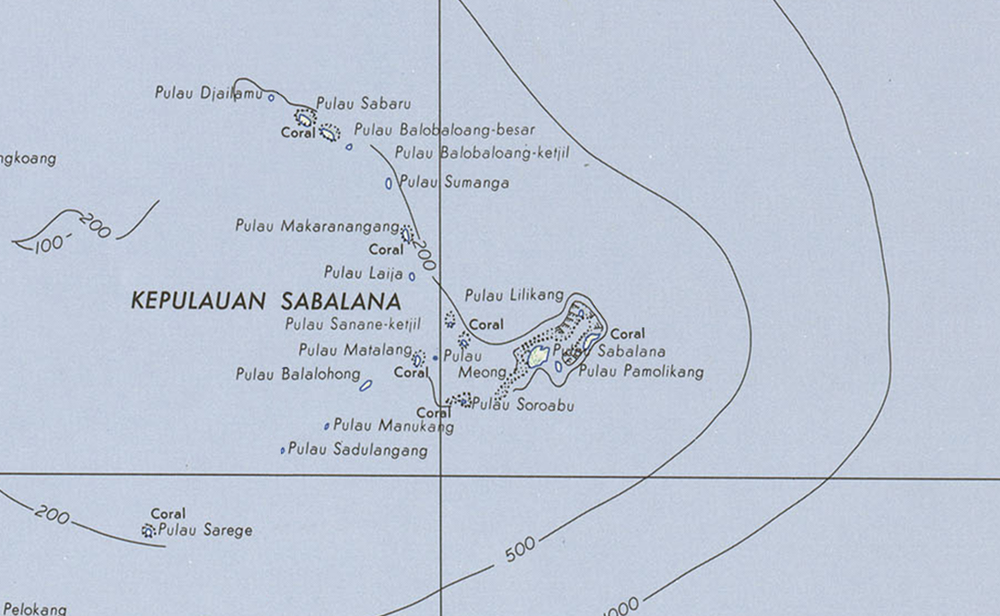 Pulau Djailamu
Pulau Sabaru
Coral
Pulau Balobaloang-besar
Pulau Balobaloang-ketjil
ngkoang
Pulau Sumanga
200
100
Pulau Makaranangang
Coral
200
Pulau Laija
KEPULAUAN SABALANA
Pulau Lilikang
Pulau Sanane-ketjil
Coral
Coral
Pulau Matalang
Pulau
Meong
Pulau Sabalana
Coral
Pulau Balalohong
Pulau Pamolikang
Coral
Pulau Soroabu
Pulau Manukang
Pulau Sadulangang
200
Coral
Pulau Sarege
500
Pelokang
000